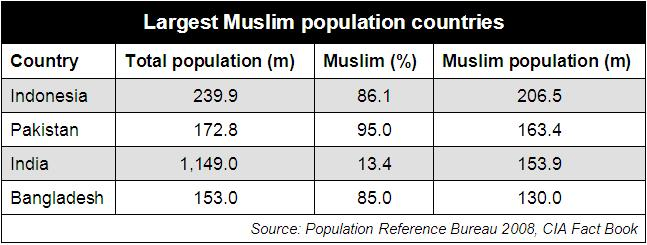 Largest Muslim population countries
Country Total population (m) Muslim (%) Muslim population (m)
Indonesia 239.9 86.1 206.5
Pakistan 172.8 95.0 163.4
India 1,149.0 13.4 153.9
Bangladesh 153.0 85.0 130.0
Source: Population Reference Bureau 2008, CIA Fact Book